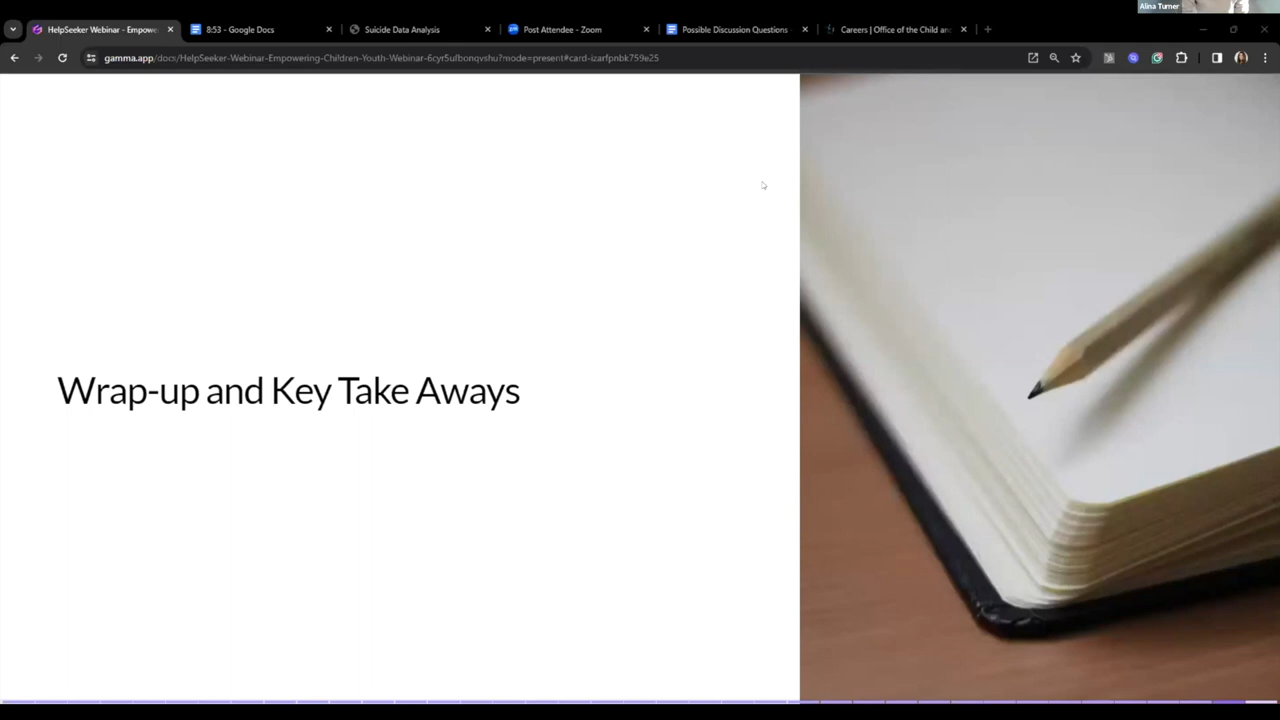 Alina Turner
HelpSeeker Webinar - Empowe
8:53 - Google Docs
Suicide Data Analysis
Post Attendee - Zoom
Possible Discussion Questions
Careers | Office of the Child an
gamma.app/docs/HelpSeeker-Webinar-Empowering-Children-Youth-Webinar-6cyr5ufbonqvshu?mode=present#card-izarfpnbk759e25
Wrap-up and Key Take Aways